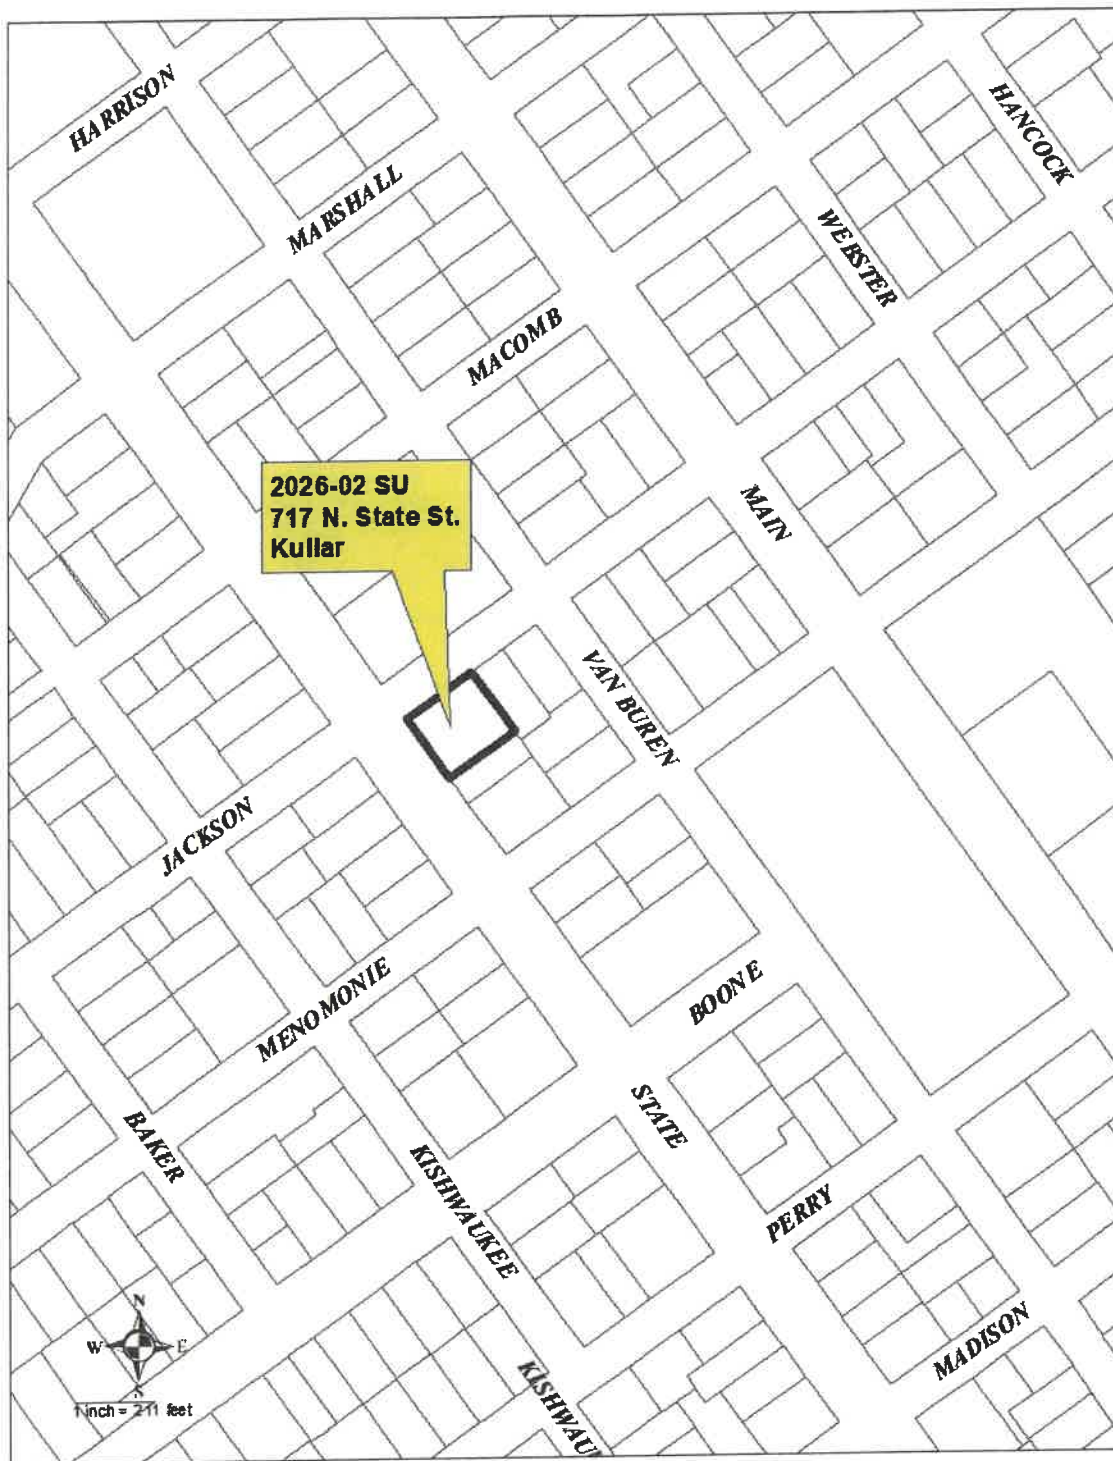 HARRISON
HANCOCK
MARSHALL
WEBSTER
MACOMB
2026-02 SU
717 N. State St.
Kullar
MAIN
VAN BUREN
JACKSON
MENOMONIE
BOONE
STATE
BAKER
KISHWAUKEE
PERRY
N
W E
S
1 inch = 211 feet
MADISON
KISHWAU